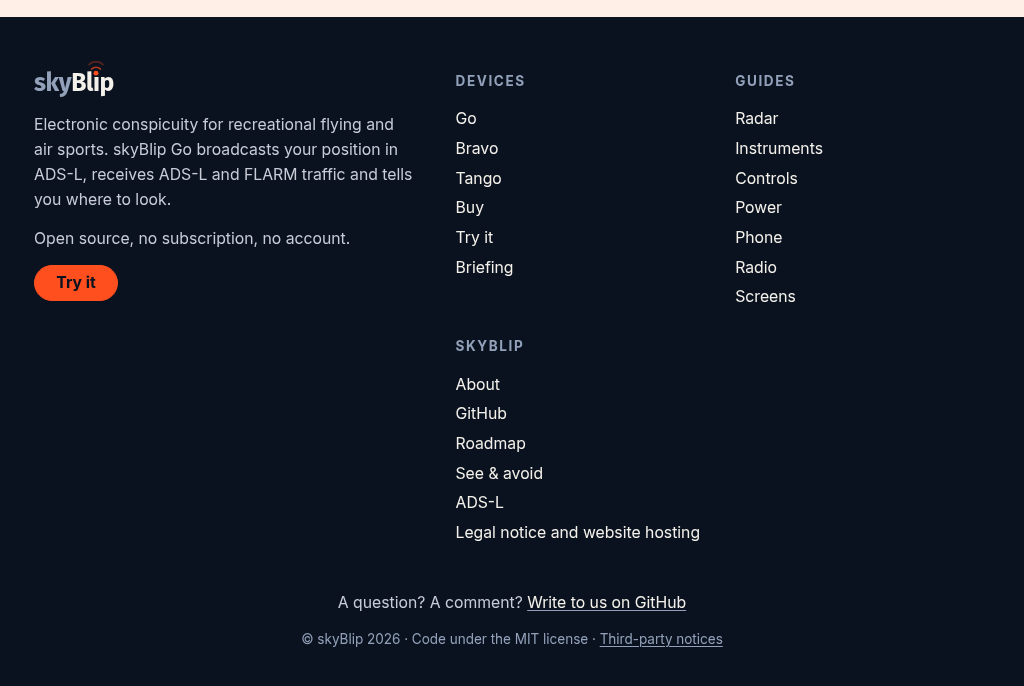 skyBlip
Electronic conspicuity for recreational flying and
air sports. skyBlip Go broadcasts your position in
ADS-L, receives ADS-L and FLARM traffic and tells
you where to look.
Open source, no subscription, no account.
Try it
DEVICES
Go
Bravo
Tango
Buy
Try it
Briefing
GUIDES
Radar
Instruments
Controls
Power
Phone
Radio
Screens
SKYBLIP
About
GitHub
Roadmap
See & avoid
ADS-L
Legal notice and website hosting
A question? A comment? Write to us on GitHub
© skyBlip 2026 · Code under the MIT license · Third-party notices